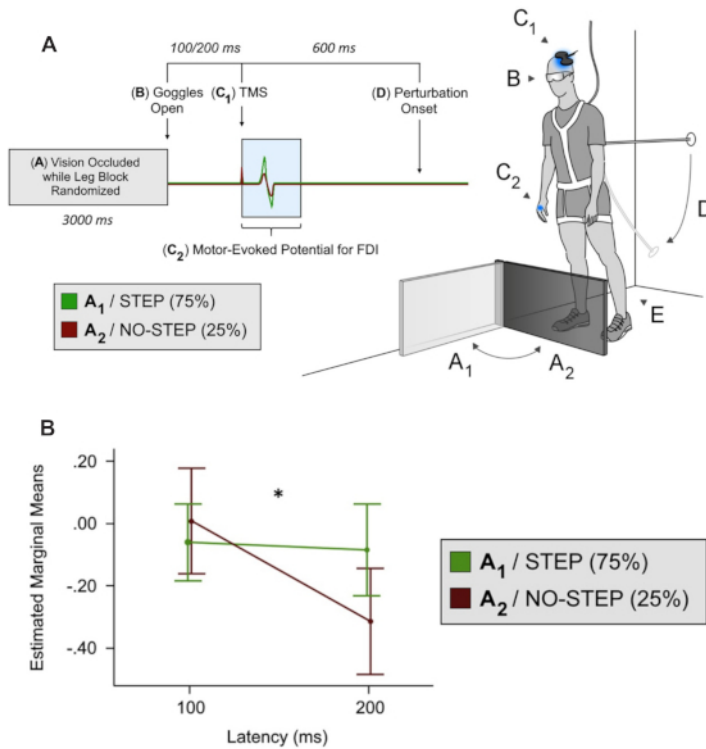 A
100/200 ms
600 ms
(B) Goggles
Open
(C1) TMS
(D) Perturbation
Onset
(A) Vision Occluded
while Leg Block
Randomized
3000 ms
(C2) Motor-Evoked Potential for FDI
A1 / STEP (75%)
A2 / NO-STEP (25%)
C1
B
C2
D
E
A1
A2
B
Estimated Marginal Means
.20
.00
-.20
-.40
*
100
200
Latency (ms)
A1 / STEP (75%)
A2 / NO-STEP (25%)